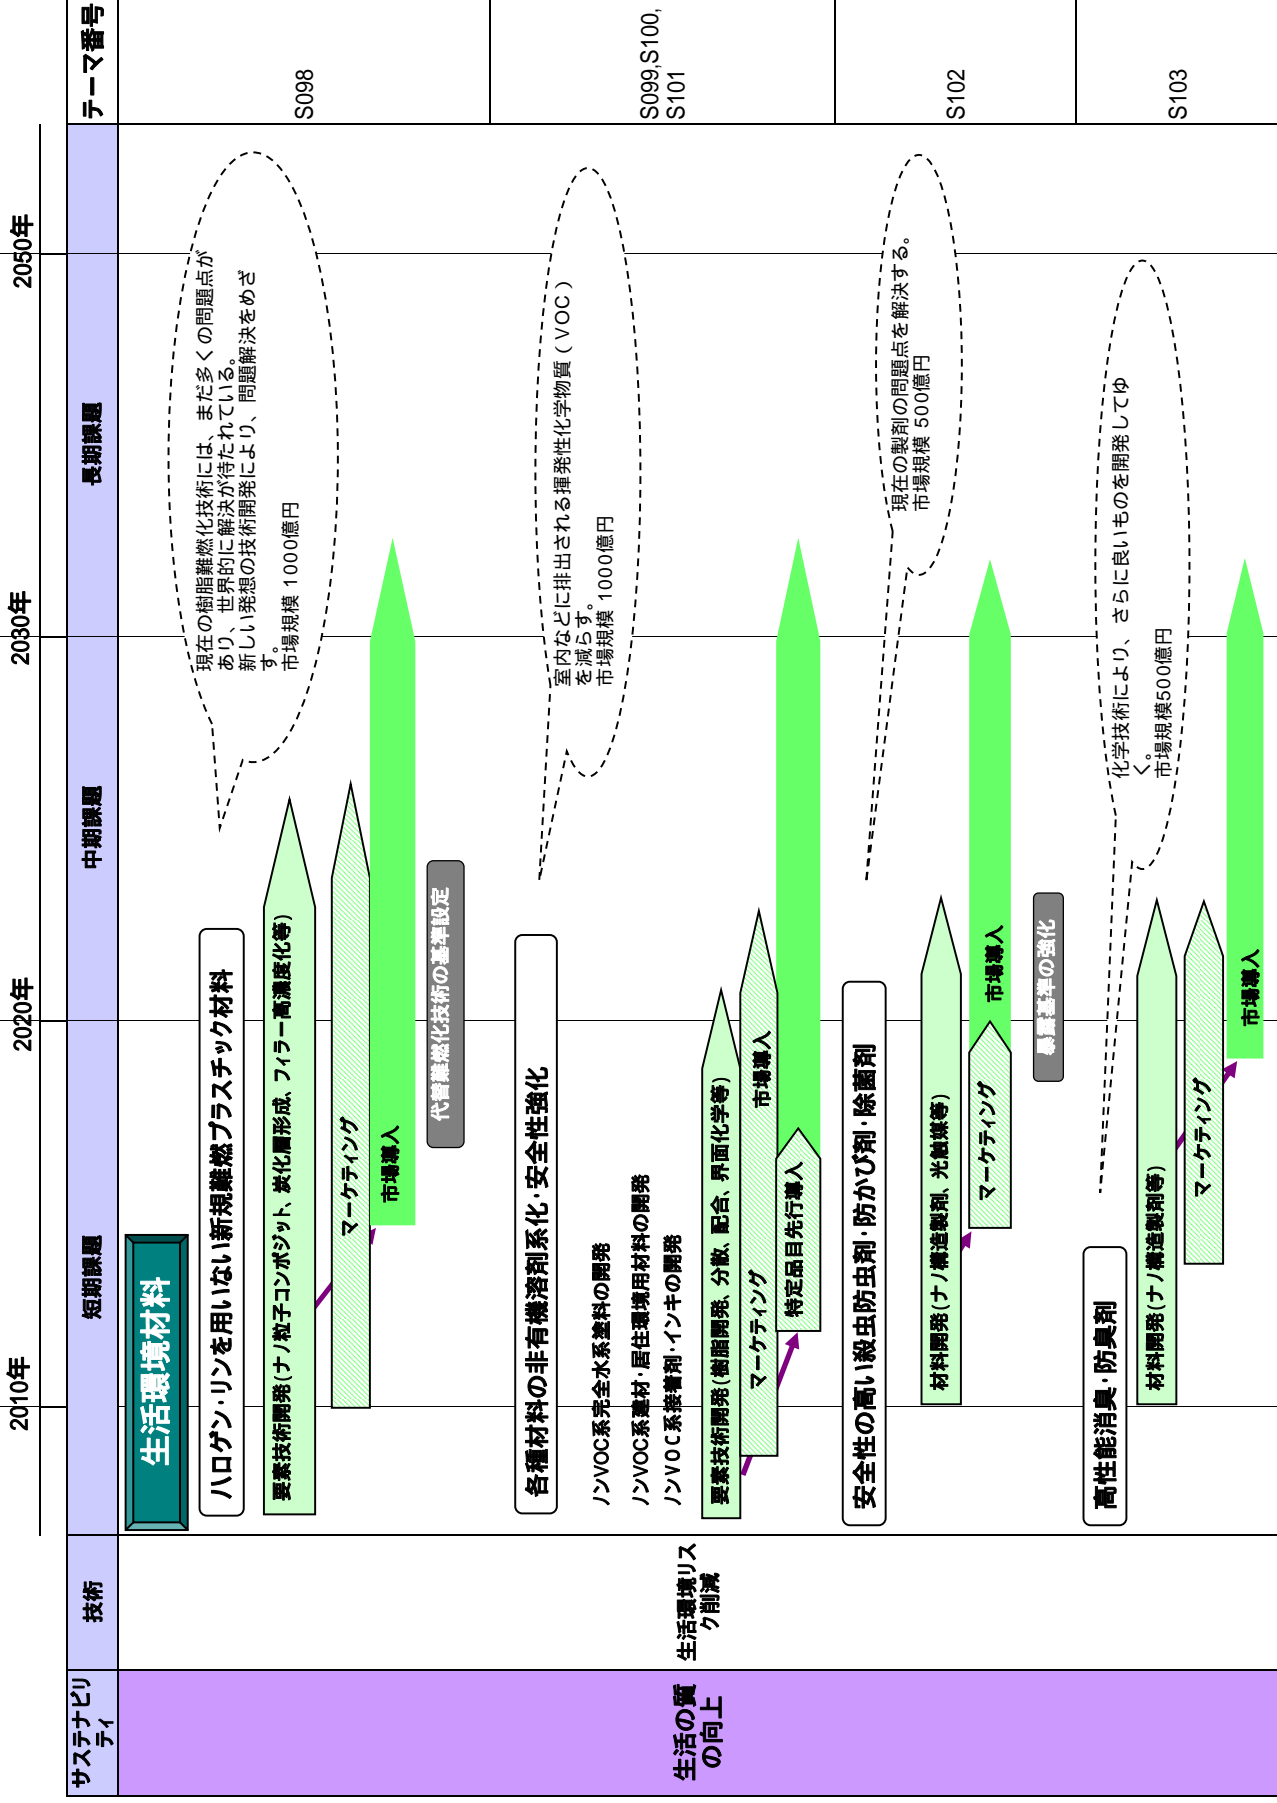 2010年
2020年
2030年
2050年
サステナビリ
ティ
技術
短期課題
中期課題
長期課題
テーマ番号
生活の質
の向上
生活環境リス
ク削減
生活環境材料
ハロゲン・リンを用いない新規難燃プラスチック材料
現在の樹脂難燃化技術には、まだ多くの問題点が
あり、世界的に解決が待たれている。
新しい発想の技術開発により、問題解決をめざ
す。
市場規模 1000億円
S098
要素技術開発(ナノ粒子コンポジット、炭化層形成、フィラー高濃度化等)
マーケティング
市場導入
代替難燃化技術の基準設定
各種材料の非有機溶剤系化・安全性強化
室内などに排出される揮発性化学物質（VOC）
を減らす。
市場規模 1000億円
S099,S100,
S101
ノンVOC系完全水系塗料の開発
ノンVOC系建材・居住環境用材料の開発
ノンVOC系接着剤・インキの開発
要素技術開発(樹脂開発、分散、配合、界面化学等)
マーケティング
市場導入
特定品目先行導入
安全性の高い殺虫防虫剤・防かび剤・除菌剤
現在の製剤の問題点を解決する。
市場規模 500億円
S102
材料開発(ナノ構造製剤、光触媒等)
マーケティング
市場導入
基準の強化
高性能消臭・防臭剤
化学技術により、さらに良いものを開発してゆ
く。
市場規模500億円
S103
材料開発(ナノ構造製剤等)
マーケティング
市場導入